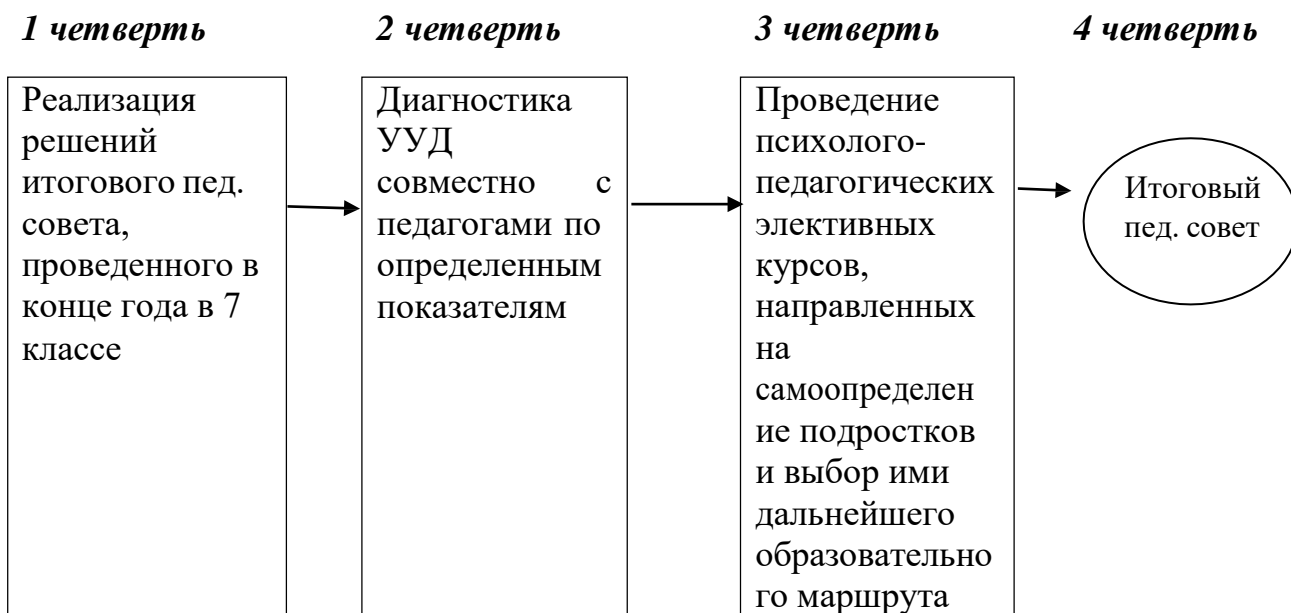 1 четверть
2 четверть
3 четверть
4 четверть
Реализация
решений
итогового пед.
совета,
проведенного в
конце года в 7
классе
Диагностика
УУД
совместно с
педагогами по
определенным
показателям
Проведение
психолого-
педагогических
элективных
курсов,
направленных
на
самоопределен
ие подростков
и выбор ими
дальнейшего
образовательно
го маршрута
Итоговый
пед. совет